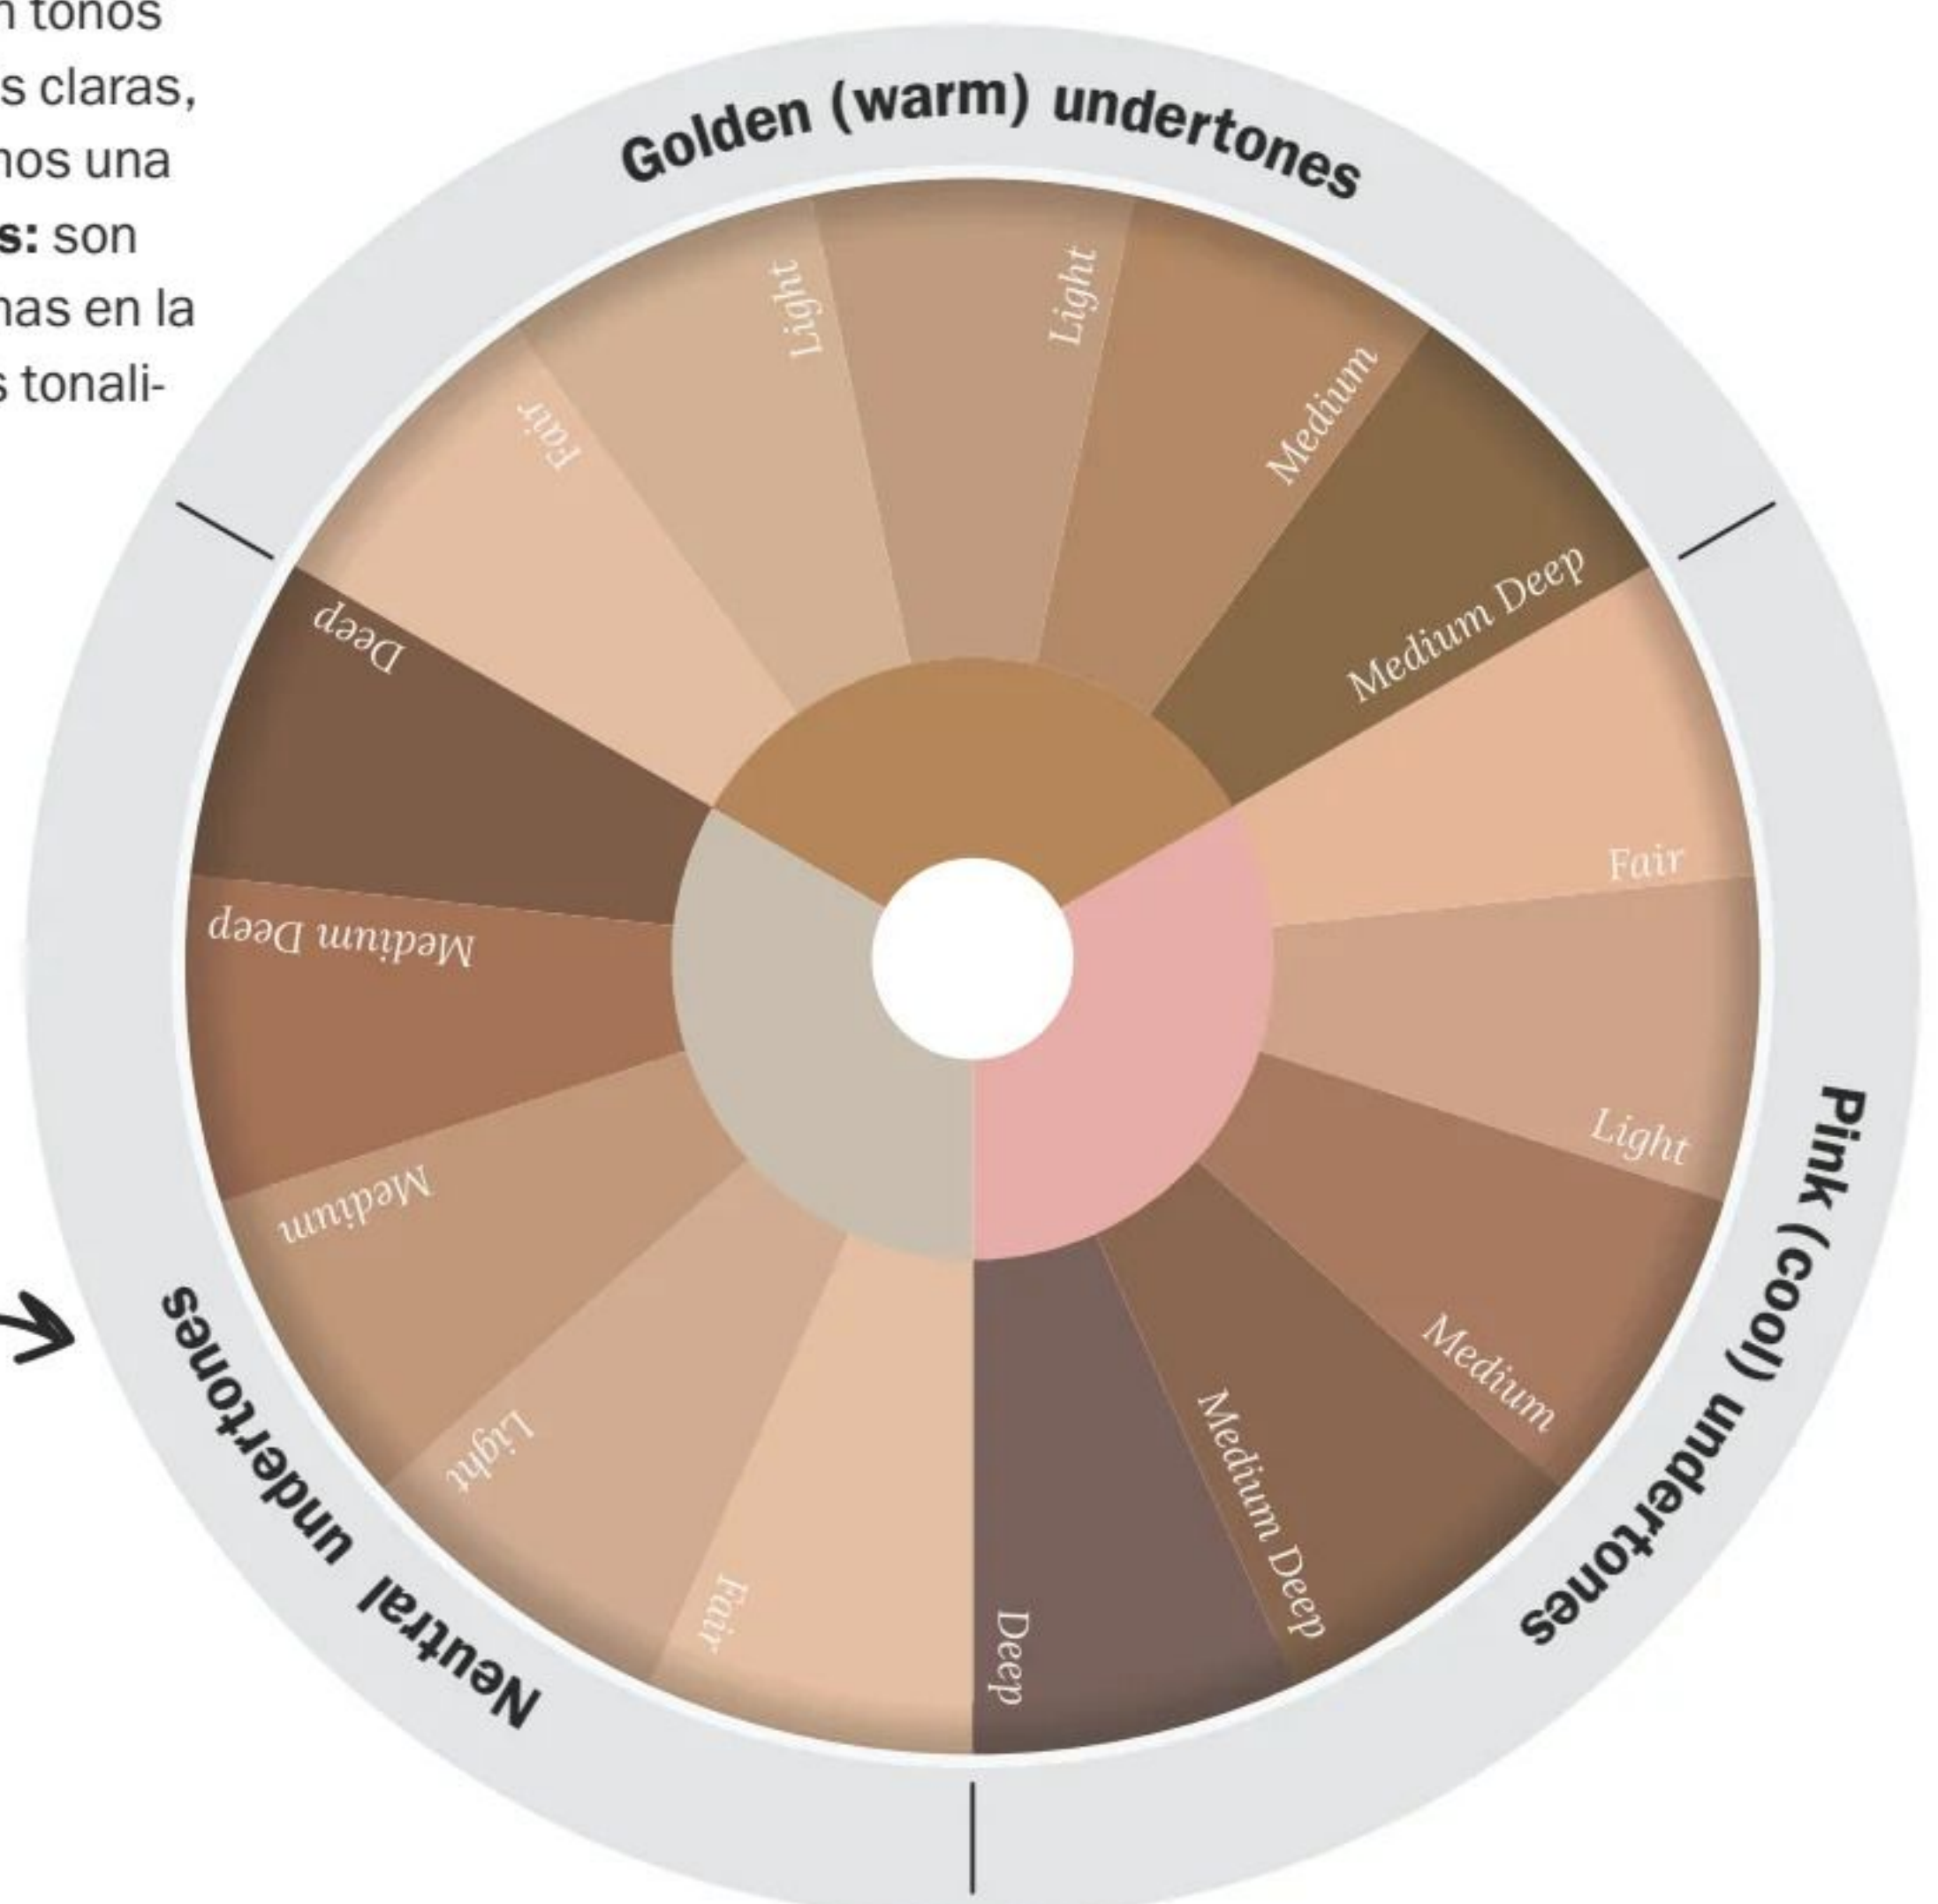 tonos
s claras,
nos una
s: son
nas en la
s tonali-
Golden (warm) undertones
Fair
Light
Light
Medium
Medium Deep
Pink (cool) undertones
Fair
Light
Medium
Medium Deep
Deep
Neutral undertones
Fair
Light
Medium
Medium Deep
Deep